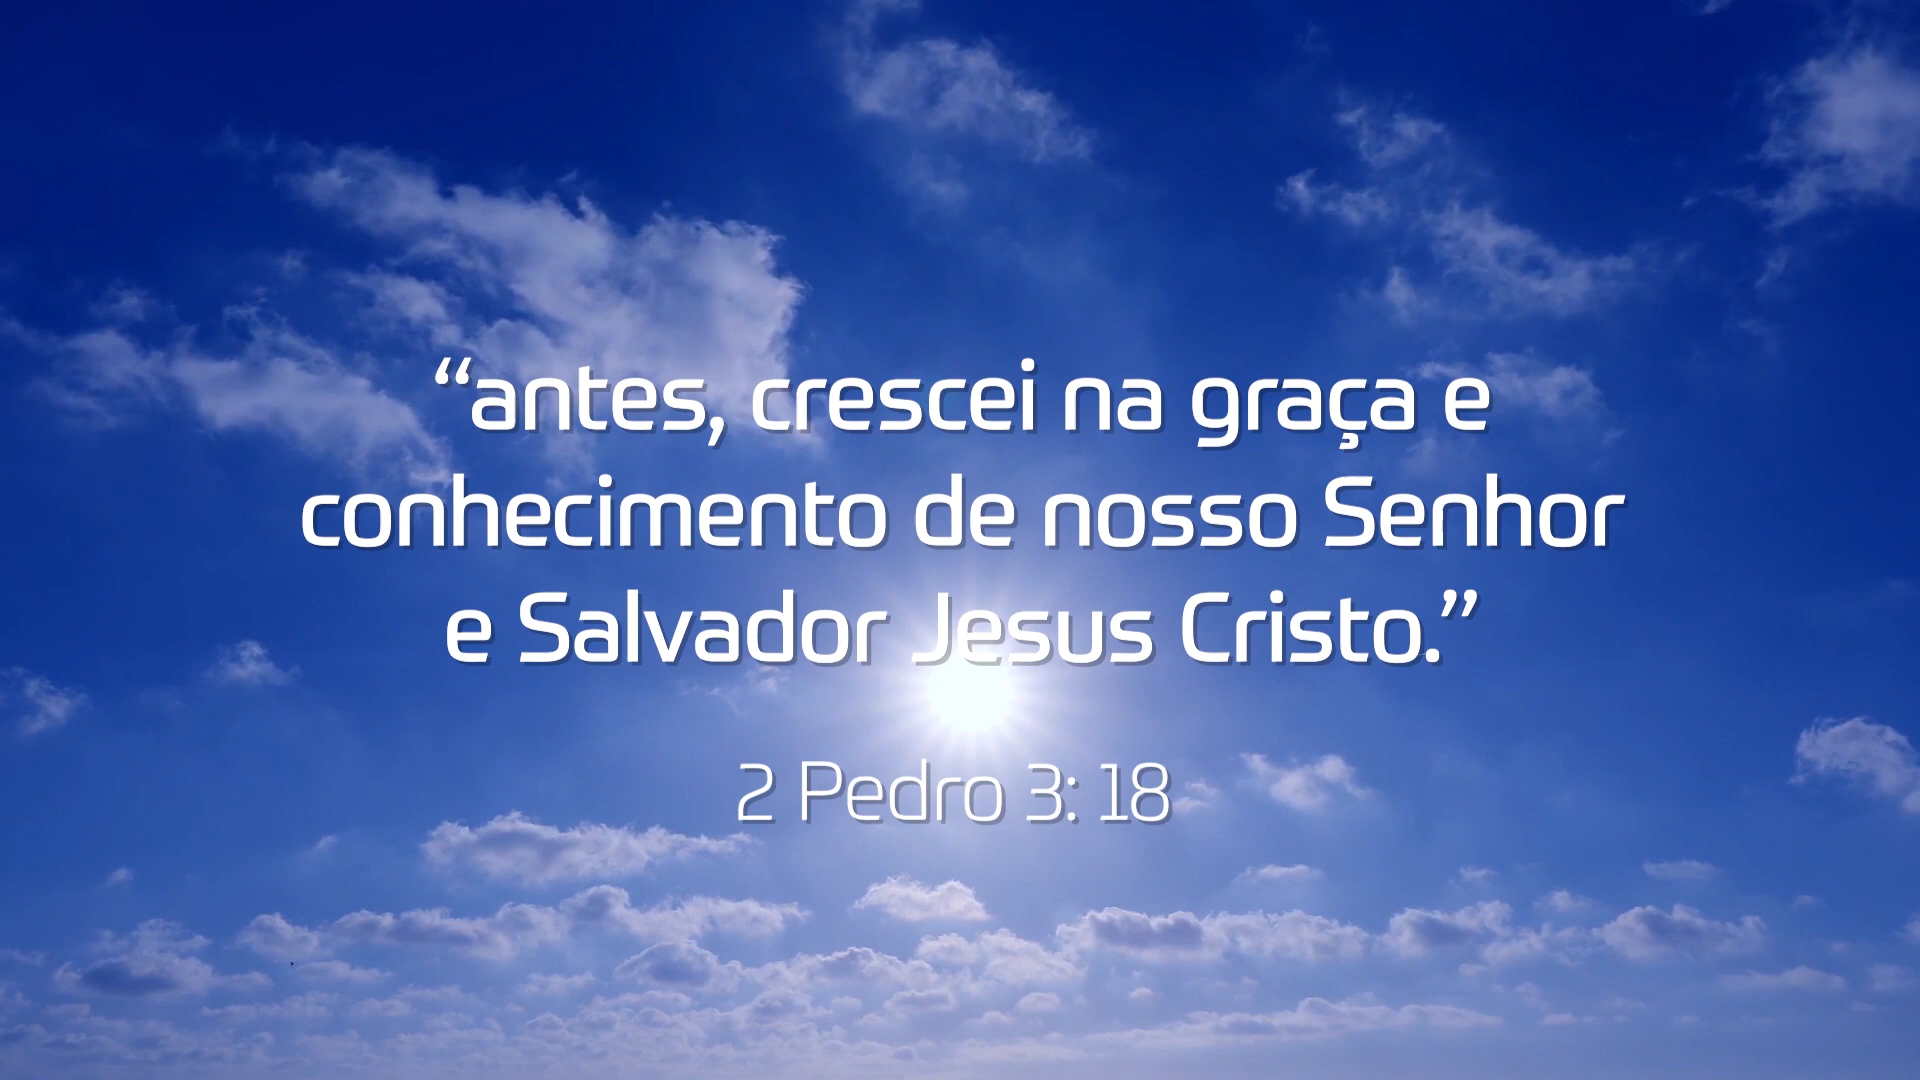 “antes, crescei na graça e
conhecimento de nosso Senhor
e Salvador Jesus Cristo.”
2 Pedro 3: 18